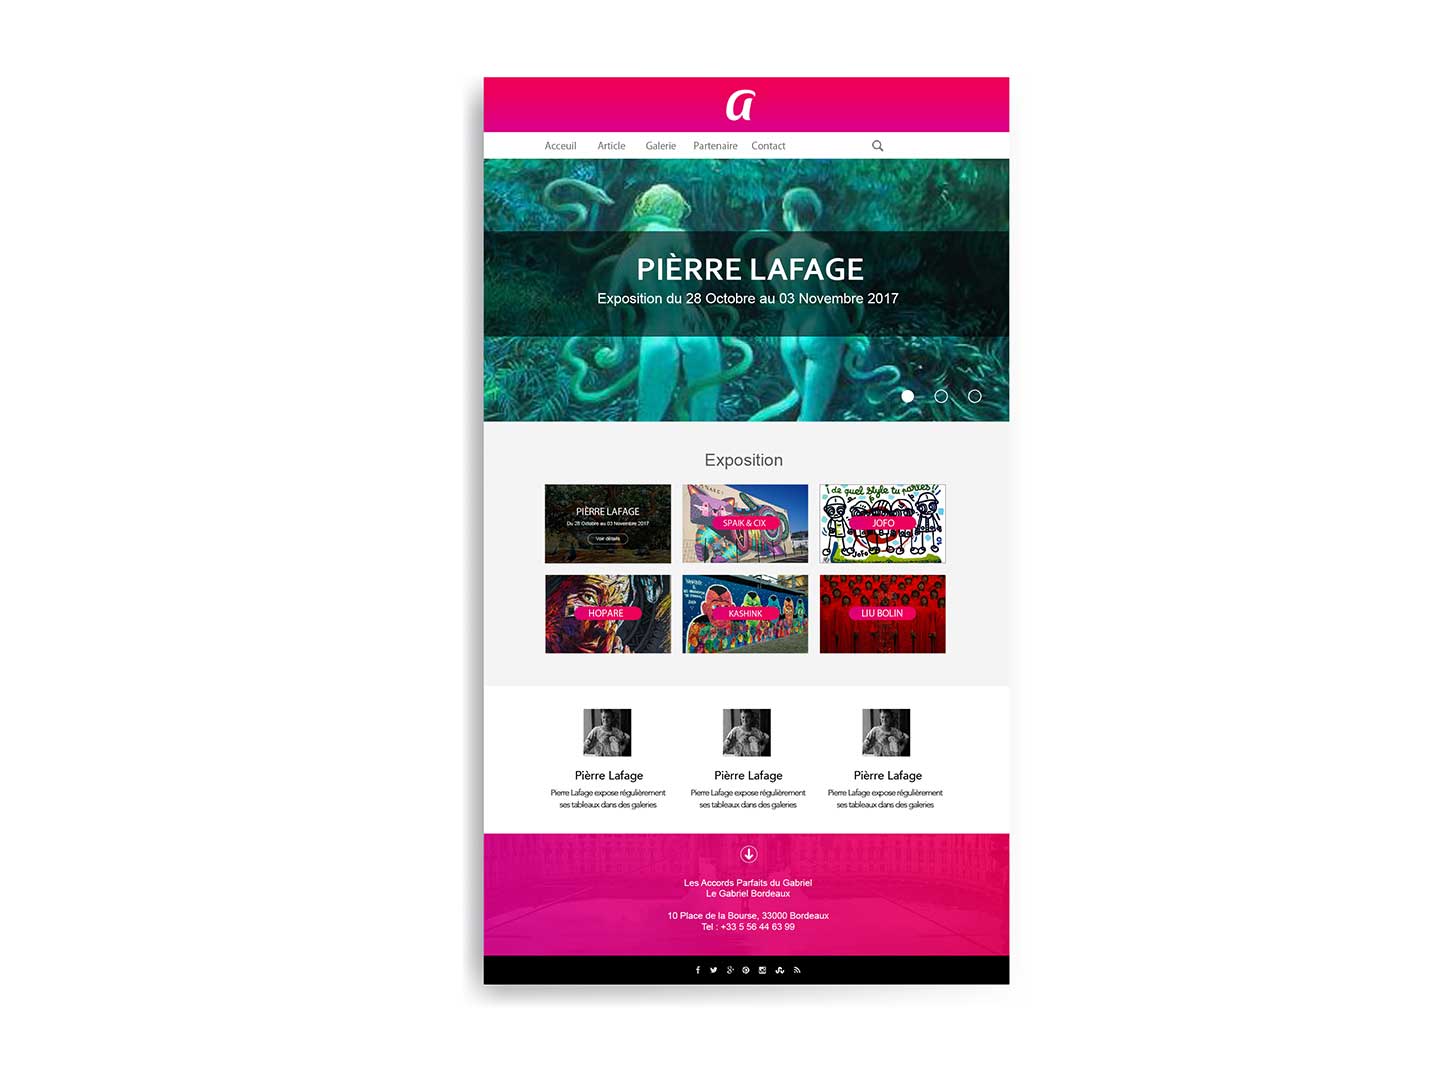 a
Acceuil Article Galerie Partenaire Contact
PIÈRRE LAFAGE
Exposition du 28 Octobre au 03 Novembre 2017
Exposition
PIÈRRE LAFAGE
Du 28 Octobre au 03 Novembre 2017
Voir détails
SPAIK & CIX
¡ de quel style tu parles !!
JOFO
Jofo
HOPARE
KASHINK
LIU BOLIN
Pièrre Lafage
Pierre Lafage expose régulièrement
ses tableaux dans des galeries
Pièrre Lafage
Pierre Lafage expose régulièrement
ses tableaux dans des galeries
Pièrre Lafage
Pierre Lafage expose régulièrement
ses tableaux dans des galeries
Les Accords Parfaits du Gabriel
Le Gabriel Bordeaux
10 Place de la Bourse, 33000 Bordeaux
Tel : +33 5 56 44 63 99